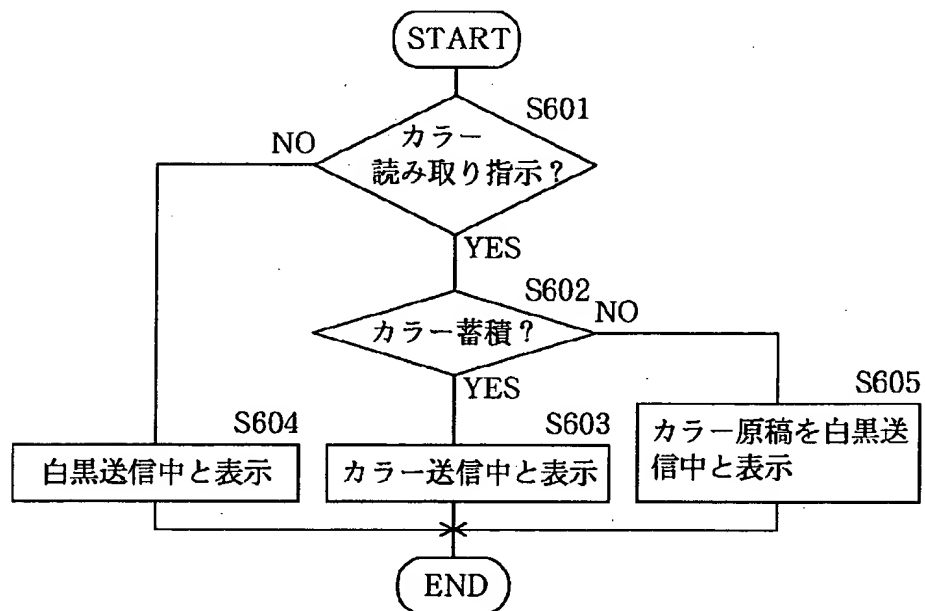 START
S601
カラー
読み取り指示？
NO
YES
S602
カラー蓄積？
NO
YES
S605
カラー原稿を白黒送
信中と表示
S604
白黒送信中と表示
S603
カラー送信中と表示
END